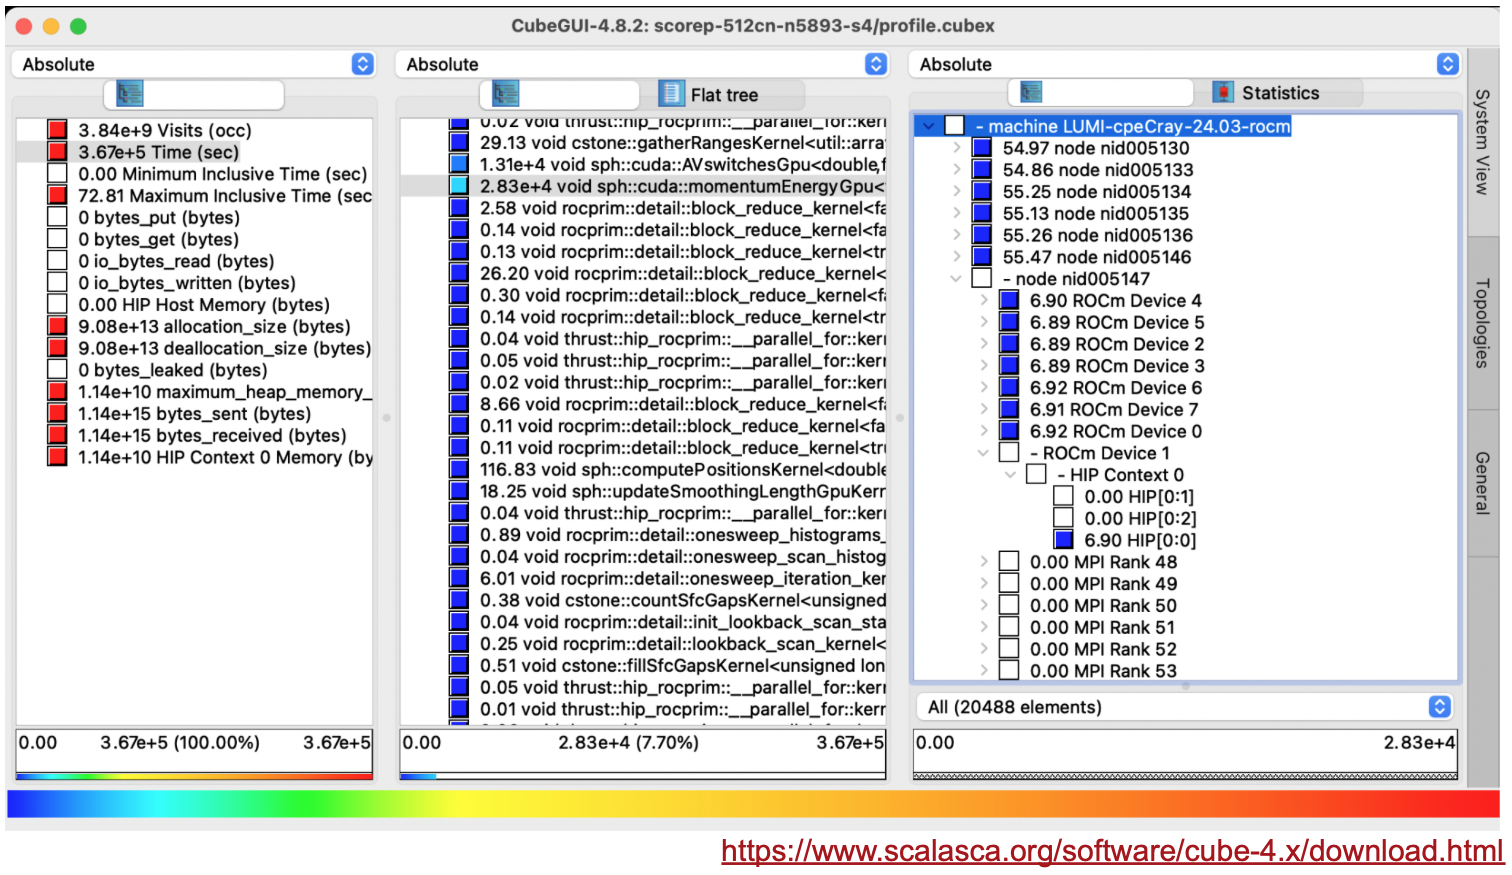 CubeGUI-4.8.2: scorep-512cn-n5893-s4/profile.cubex
Absolute
3.84e+9 Visits (occ)
3.67e+5 Time (sec)
0.00 Minimum Inclusive Time (sec)
72.81 Maximum Inclusive Time (sec
0 bytes_put (bytes)
0 bytes_get (bytes)
0 io_bytes_read (bytes)
0 io_bytes_written (bytes)
0.00 HIP Host Memory (bytes)
9.08e+13 allocation_size (bytes)
9.08e+13 deallocation_size (bytes)
0 bytes_leaked (bytes)
1.14e+10 maximum_heap_memory_
1.14e+15 bytes_sent (bytes)
1.14e+15 bytes_received (bytes)
1.14e+10 HIP Context 0 Memory (by
0.00 3.67e+5 (100.00%) 3.67e+5
Absolute
Flat tree
0.02 void thrust::hip_rocprim::__parallel_for::keri
29.13 void cstone::gatherRangesKernel<util::arra
1.31e+4 void sph::cuda::AVswitchesGpu<double,f
2.83e+4 void sph::cuda::momentumEnergyGpu<
2.58 void rocprim::detail::block_reduce_kernel<fa
0.14 void rocprim::detail::block_reduce_kernel<fa
0.13 void rocprim::detail::block_reduce_kernel<tr
26.20 void rocprim::detail::block_reduce_kernel<
0.30 void rocprim::detail::block_reduce_kernel<fa
0.14 void rocprim::detail::block_reduce_kernel<tr
0.04 void thrust::hip_rocprim::__parallel_for::keri
0.05 void thrust::hip_rocprim::__parallel_for::keri
0.02 void thrust::hip_rocprim::__parallel_for::keri
8.66 void rocprim::detail::block_reduce_kernel<fa
0.11 void rocprim::detail::block_reduce_kernel<fa
0.11 void rocprim::detail::block_reduce_kernel<tru
116.83 void sph::computePositionsKernel<double
18.25 void sph::updateSmoothingLengthGpuKerr
0.04 void thrust::hip_rocprim::__parallel_for::keri
0.89 void rocprim::detail::onesweep_histograms_
0.04 void rocprim::detail::onesweep_scan_histog
6.01 void rocprim::detail::onesweep_iteration_ker
0.38 void cstone::countSfcGapsKernel<unsigned
0.04 void rocprim::detail::init_lookback_scan_sta
0.25 void rocprim::detail::lookback_scan_kernel<
0.51 void cstone::fillSfcGapsKernel<unsigned lon
0.05 void thrust::hip_rocprim::__parallel_for::keri
0.01 void thrust::hip_rocprim::__parallel_for::kerr
0.00 2.83e+4 (7.70%) 3.67e+5
Absolute
Statistics
- machine LUMI-cpeCray-24.03-rocm
54.97 node nid005130
54.86 node nid005133
55.25 node nid005134
55.13 node nid005135
55.26 node nid005136
55.47 node nid005146
- node nid005147
6.90 ROCm Device 4
6.89 ROCm Device 5
6.89 ROCm Device 2
6.89 ROCm Device 3
6.92 ROCm Device 6
6.91 ROCm Device 7
6.92 ROCm Device 0
- ROCm Device 1
- HIP Context 0
0.00 HIP[0:1]
0.00 HIP[0:2]
6.90 HIP[0:0]
0.00 MPI Rank 48
0.00 MPI Rank 49
0.00 MPI Rank 50
0.00 MPI Rank 51
0.00 MPI Rank 52
0.00 MPI Rank 53
All (20488 elements)
0.00 2.83e+4
System View
Topologies
General
https://www.scalasca.org/software/cube-4.x/download.html